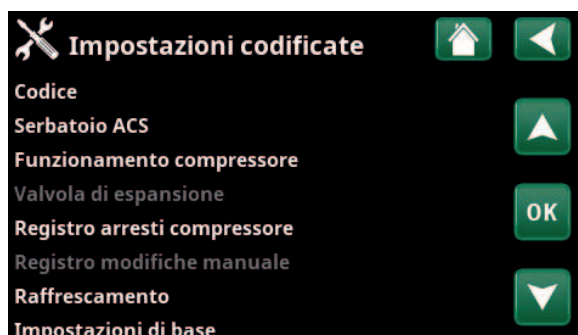 Impostazioni codificate
Codice
Serbatoio ACS
Funzionamento compressore
Valvola di espansione
OK
Registro arresti compressore
Registro modifiche manuale
Raffrescamento
Impostazioni di base